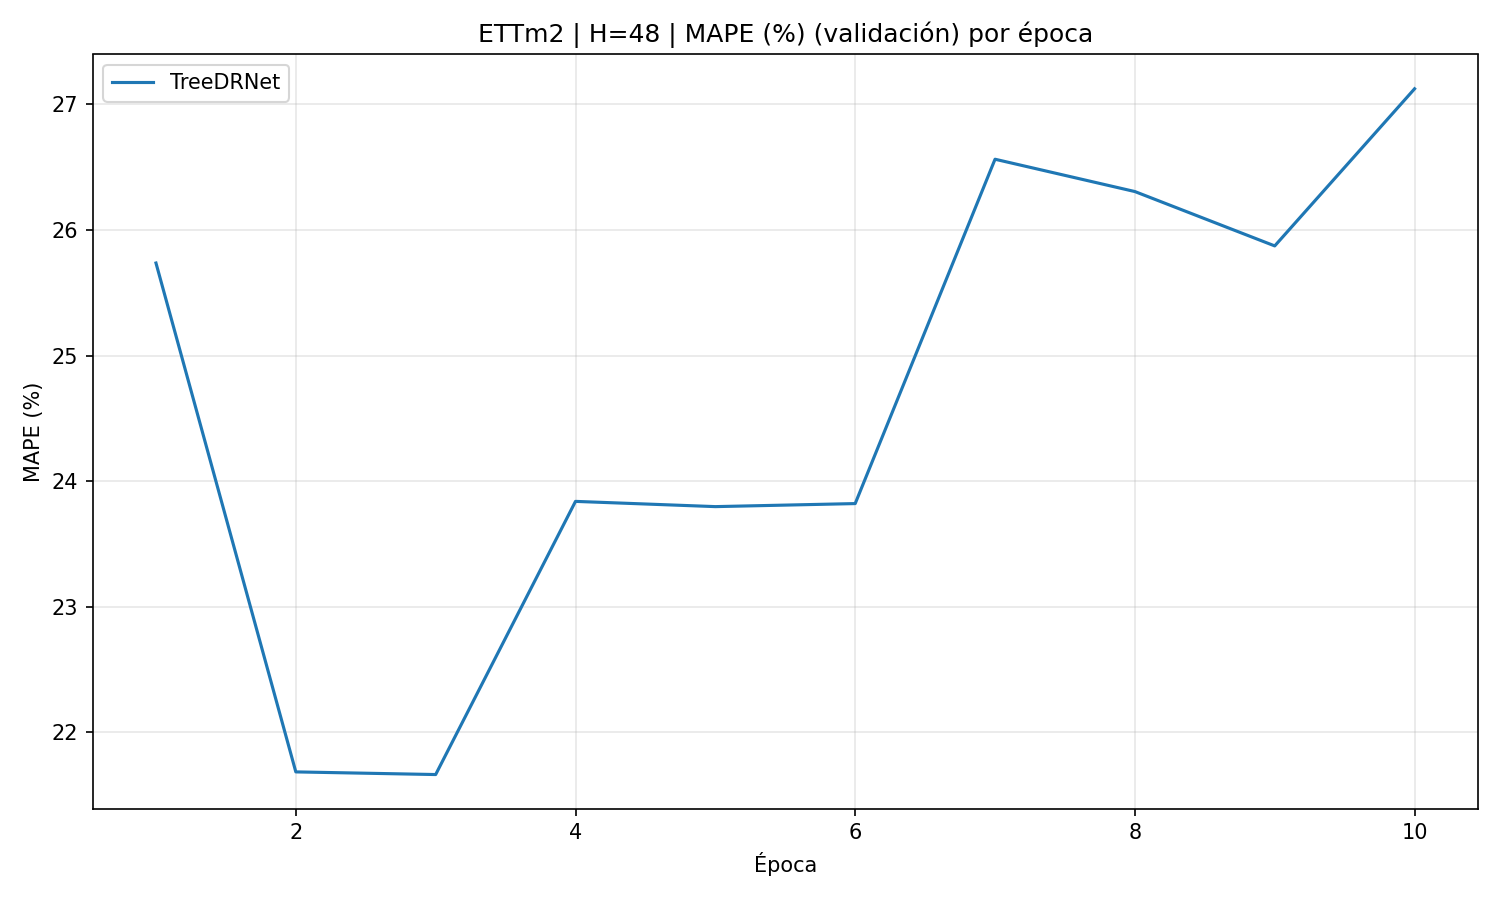 ETTm2 | H=48 | MAPE (%) (validación) por época
TreeDRNet
27
26
25
24
23
22
MAPE (%)
2 4 6 8 10
Época